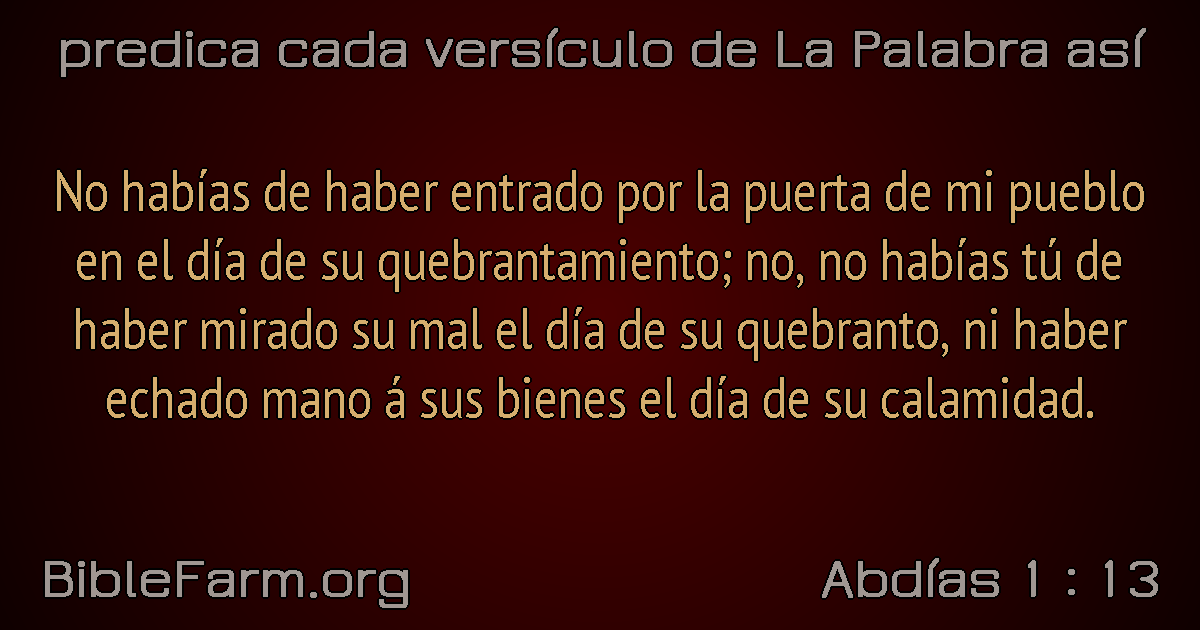 predica cada versículo de La Palabra así
No habías de haber entrado por la puerta de mi pueblo
en el día de su quebrantamiento; no, no habías tú de
haber mirado su mal el día de su quebranto, ni haber
echado mano á sus bienes el día de su calamidad.
BibleFarm.org
Abdías 1 : 13